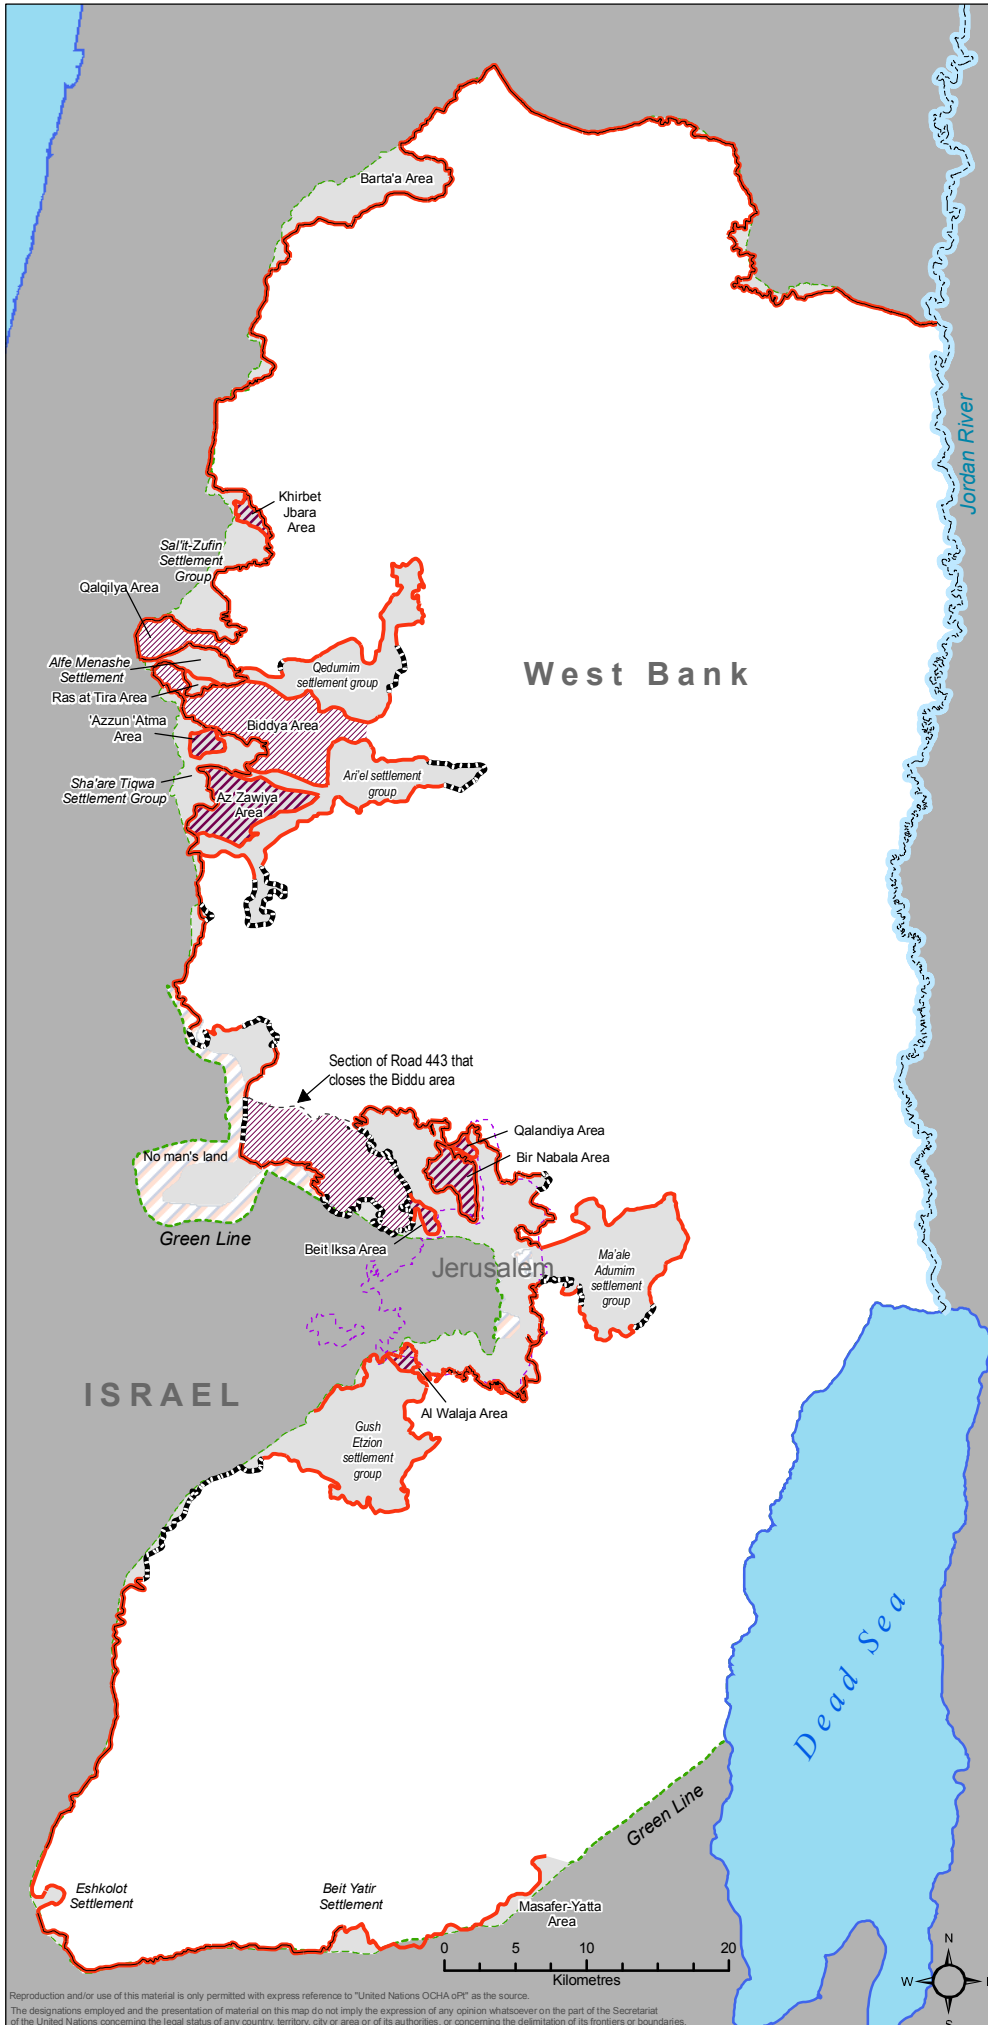 Barta'a Area
Jordan River
Khirbet
Jbara
Area
Sal'it-Zufin
Settlement
Group
Qalqilya Area
Alfe Menashe
Settlement
Ras at Tira Area
'Azzun 'Atma
Area
Qedumim
settlement group
West Bank
Biddya Area
Sha'are Tiqwa
Settlement Group
Ari'el settlement
group
Az Zawiya
Area
Section of Road 443 that
closes the Biddu area
Qalandiya Area
Bir Nabala Area
No man's land
Green Line
Beit Iksa Area
Jerusalem
Ma'ale
Adumim
settlement
group
ISRAEL
Al Walaja Area
Gush
Etzion
settlement
group
Dead Sea
Green Line
Eshkolot
Settlement
Beit Yatir
Settlement
Masafer-Yatta
Area
0 5 10 20
Kilometres
N
W E
S
Reproduction and/or use of this material is only permitted with express reference to "United Nations OCHA oPt" as the source.
The designations employed and the presentation of material on this map do not imply the expression of any opinion whatsoever on the part of the Secretariat
of the United Nations concerning the legal status of any country, territory, city or area or of its authorities, or concerning the delimitation of its frontiers or boundaries.